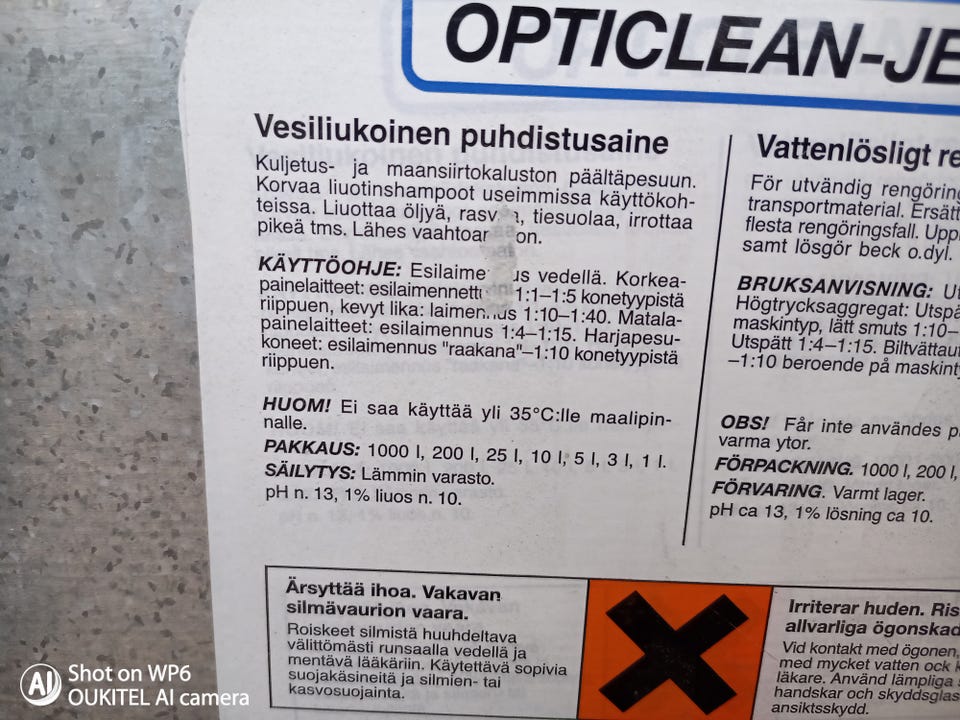 OPTICLEAN-JE
Vesiliukoinen puhdistusaine
Kuljetus- ja maansiirtokaluston päältäpesuun.
Korvaa liuotinshampoot useimmissa käyttökoh-
teissa. Liuottaa öljyä, tiesuolaa, irrottaa
pikeä tms. Lähes
KÄYTTÖOHJE: vedellä. Korkea-
painelaitteet: 1:1–1:5 konetyypistä
riippuen, kevyt lika: laimennus 1:10–1:40. Matala-
painelaitteet: esilaimennus 1:4–1:15. Harjapesu-
koneet: esilaimennus "raakana"–1:10 konetyypistä
riippuen.
HUOM! Ei saa käyttää yli 35°C:lle maalipin-
nalle.
PAKKAUS: 1000 l, 200 l, 25 l, 10 l, 5 l, 3 l, 1 l.
SÄILYTYS: Lämmin varasto.
pH n. 13, 1% liuos n. 10.
Vattenlösligt re
För utvändig rengöring
transportmaterial. Ersätt
flesta rengöringsfall. Upp
samt lösgör beck o.dyl.
BRUKSANVISNING: Ut
Högtrycksaggregat: Utspä
maskintyp, lätt smuts 1:10–
Utspätt 1:4–1:15. Biltvättau
–1:10 beroende på maskinty
OBS! Får inte användes p
varma ytor.
FÖRPACKNING. 1000 l, 200 l,
FÖRVARING. Varmt lager.
pH ca 13, 1% lösning ca 10.
Ärsyttää ihoa. Vakavan
silmävaurion vaara.
Roiskeet silmistä huuhdeltava
välittömästi runsaalla vedellä ja
mentävä lääkäriin. Käytettävä sopivia
suojakäsineitä ja silmien- tai
kasvosuojainta.
Irriterar huden. Ris
allvarliga ögonskad
Vid kontakt med ögonen,
med mycket vatten ock k
läkare. Använd lämpliga s
handskar och skyddsglas
ansiktsskydd.
AI Shot on WP6
OUKITEL AI camera